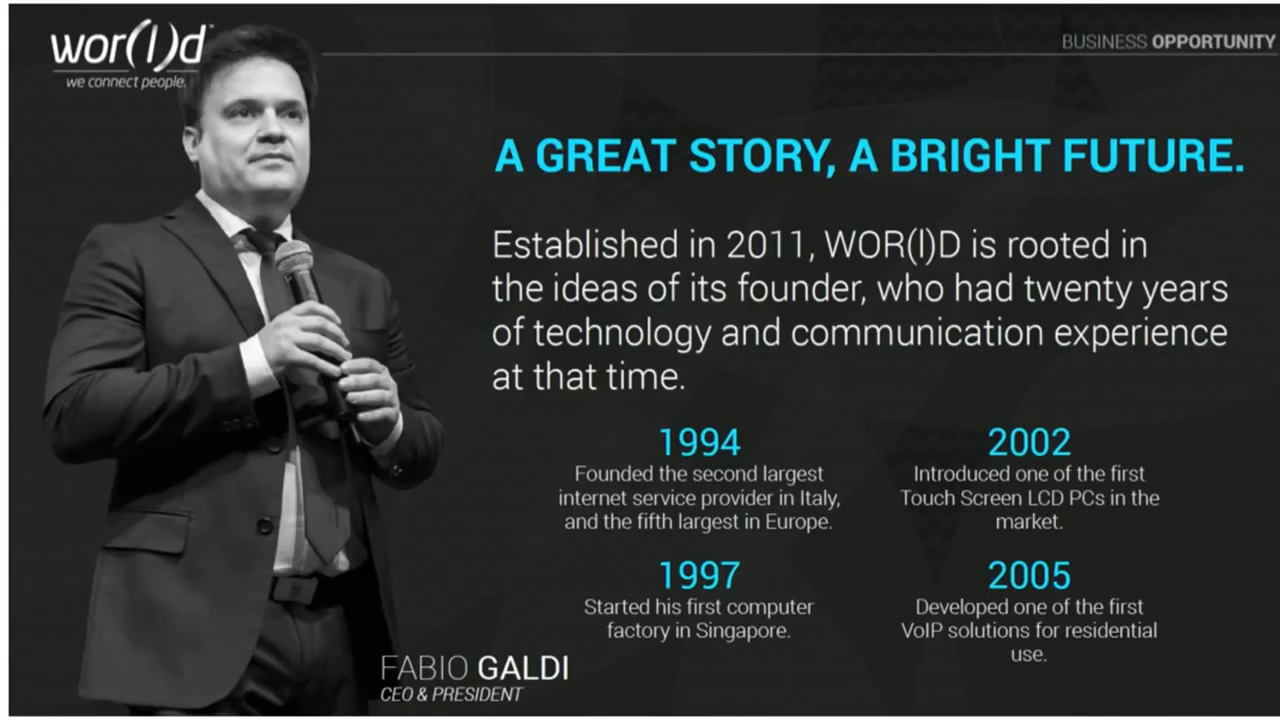 wor(l)d™
we connect people.
BUSINESS OPPORTUNITY
A GREAT STORY, A BRIGHT FUTURE.
Established in 2011, WOR(l)D is rooted in
the ideas of its founder, who had twenty years
of technology and communication experience
at that time.
1994
Founded the second largest
internet service provider in Italy,
and the fifth largest in Europe.
2002
Introduced one of the first
Touch Screen LCD PCs in the
market.
1997
Started his first computer
factory in Singapore.
2005
Developed one of the first
VoIP solutions for residential
use.
FABIO GALDI
CEO & PRESIDENT